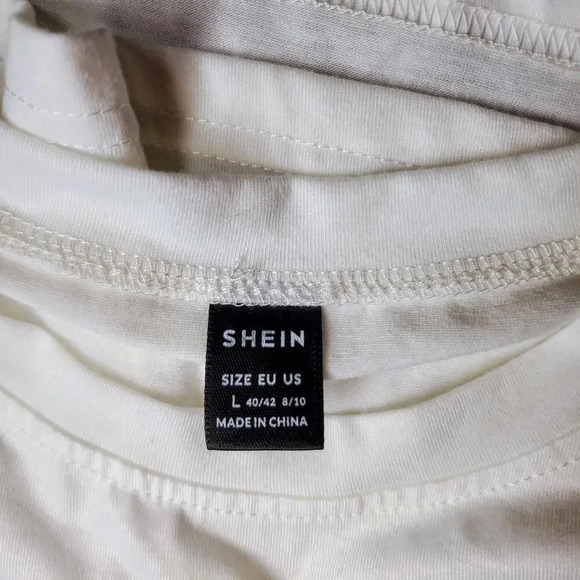 SHEIN
SIZE EU US
L 40/42 8/10
MADE IN CHINA